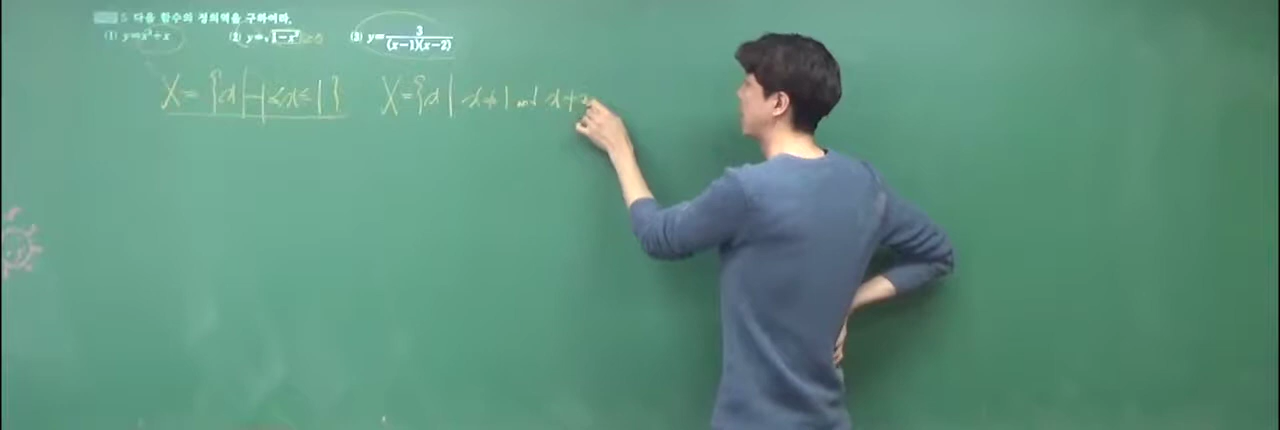 5 다음 함수의 정의역을 구하여라.
(1) y=x²+x (2) y=√1-x² ≥0 (3) y=3/(x-1)(x-2)
X={x|-1≤x≤1} X={x| x≠1 and x≠2